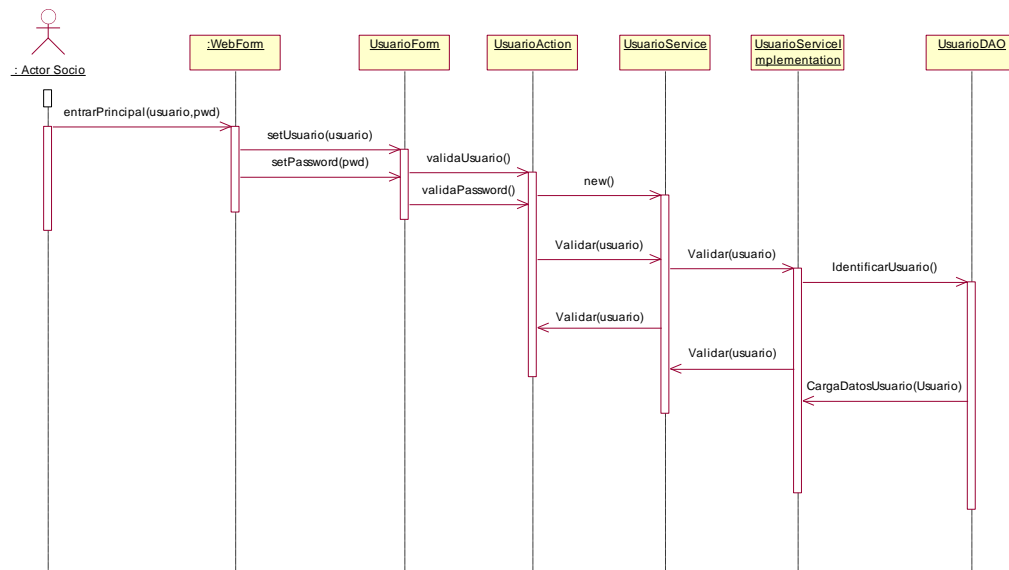 : Actor Socio
:WebForm
UsuarioForm
UsuarioAction
UsuarioService
UsuarioServiceI
mplementation
UsuarioDAO
entrarPrincipal(usuario,pwd)
setUsuario(usuario)
setPassword(pwd)
validaUsuario()
validaPassword()
new()
Validar(usuario)
Validar(usuario)
IdentificarUsuario()
Validar(usuario)
Validar(usuario)
CargaDatosUsuario(Usuario)